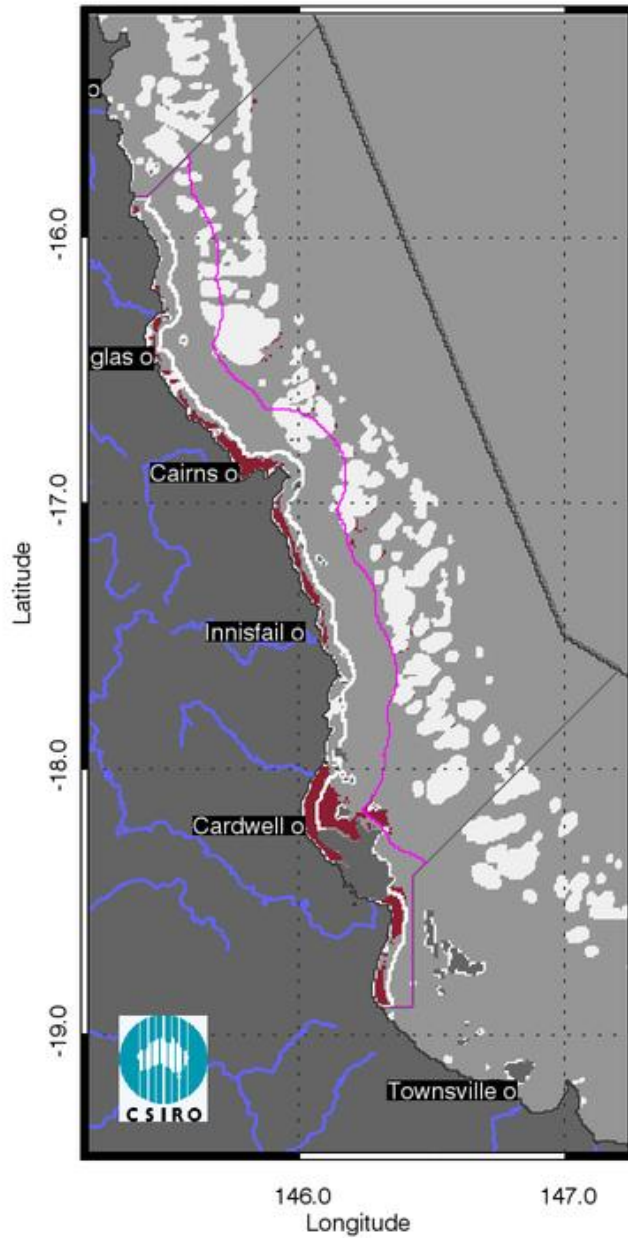 -16.0
glas o
Cairns o
-17.0
Innisfail o
-18.0
Cardwell o
-19.0
Townsville o
CSIRO
Latitude
146.0
147.0
Longitude